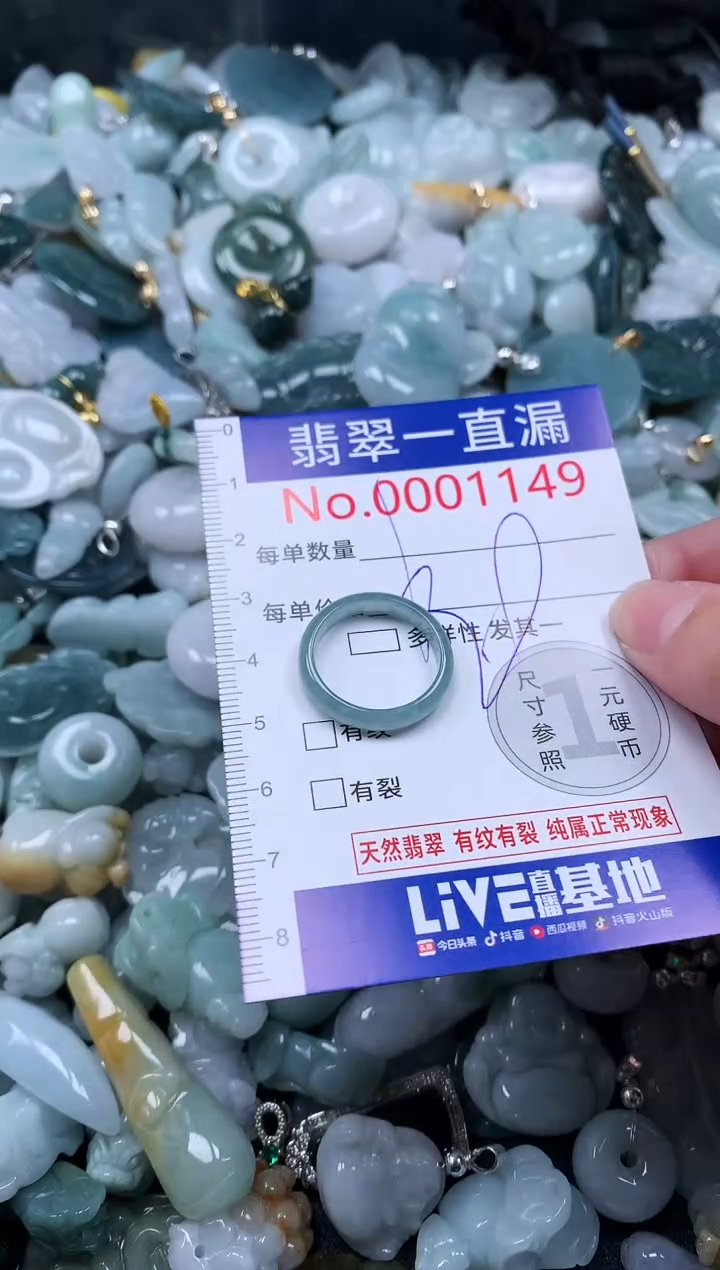 翡翠一直漏
No.0001149
0
1
2
3
4
5
6
7
8
每单数量
每单价
多样性 发其一
有纹
有裂
尺寸参照
1
一元硬币
天然翡翠 有纹有裂 纯属正常现象
LiVE直播基地
头条 今日头条 抖音 西瓜视频 抖音火山版